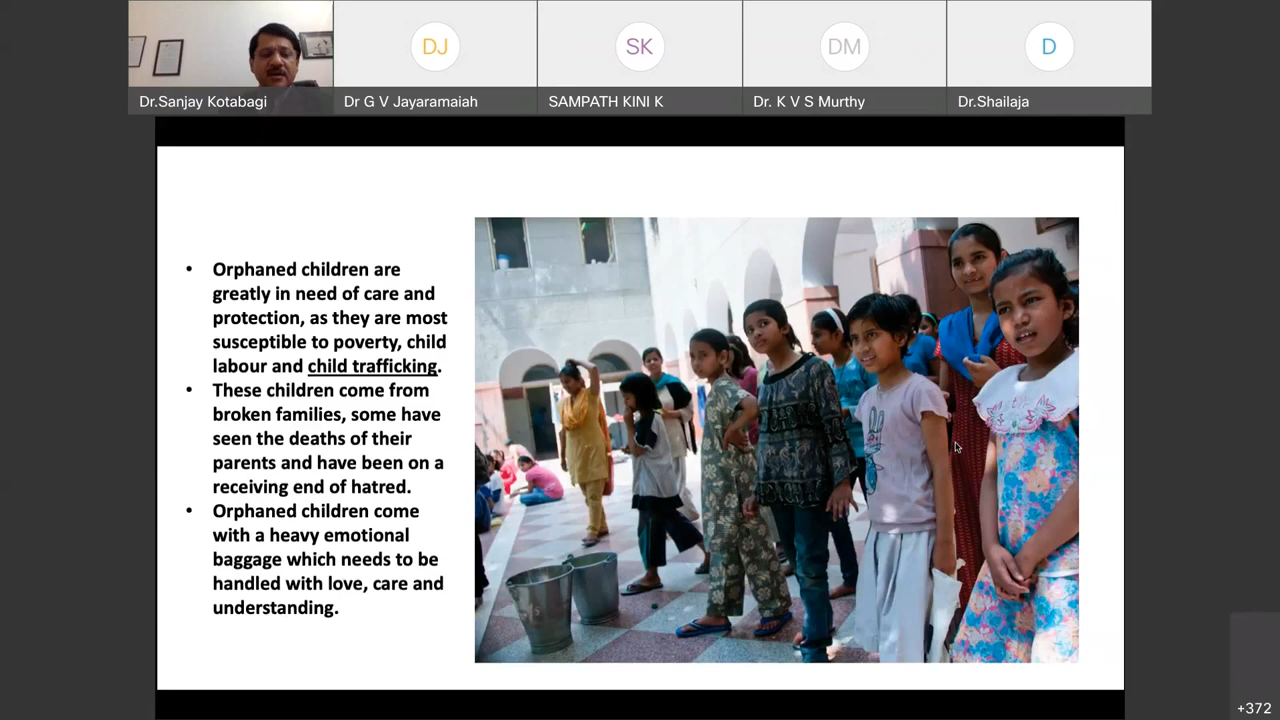 DJ
SK
DM
D
Dr.Sanjay Kotabagi
Dr G V Jayaramaiah
SAMPATH KINI K
Dr. K V S Murthy
Dr.Shailaja
• Orphaned children are
greatly in need of care and
protection, as they are most
susceptible to poverty, child
labour and child trafficking.
• These children come from
broken families, some have
seen the deaths of their
parents and have been on a
receiving end of hatred.
• Orphaned children come
with a heavy emotional
baggage which needs to be
handled with love, care and
understanding.
+372